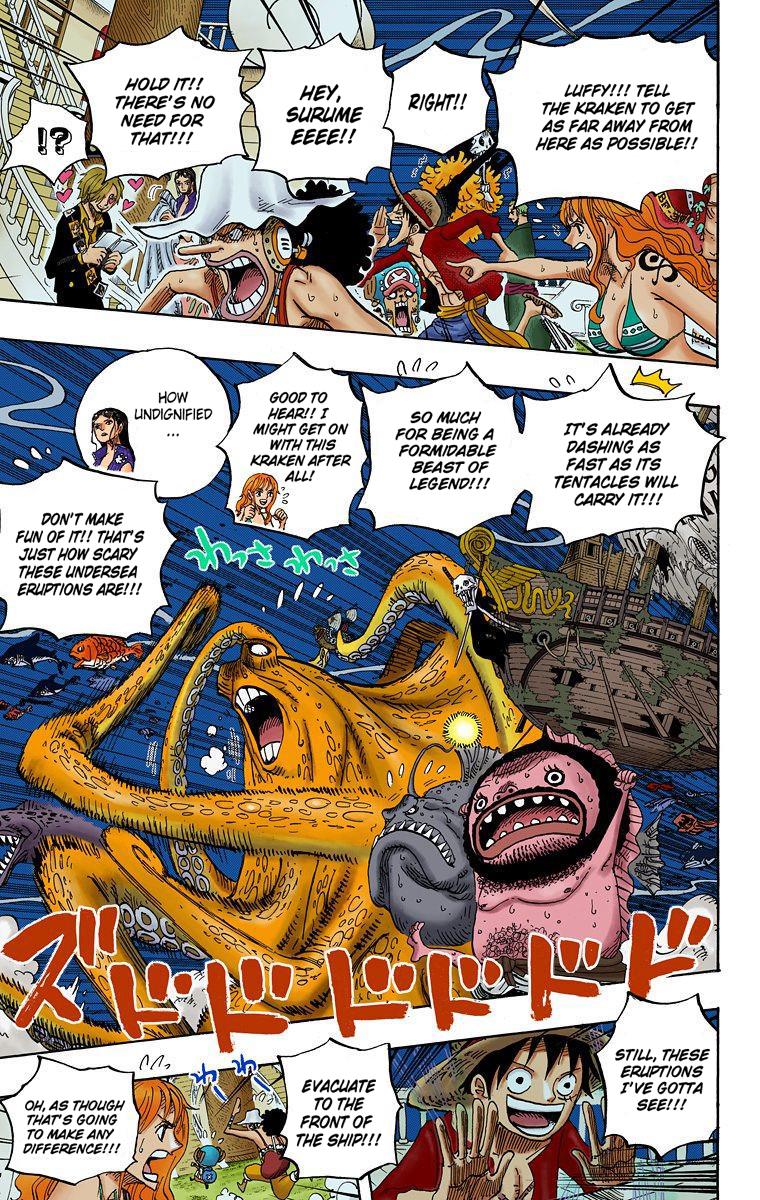 LUFFY!!! TELL
THE KRAKEN TO GET
AS FAR AWAY FROM
HERE AS POSSIBLE!!
RIGHT!!
HEY,
SURUME
EEEE!!
HOLD IT!!
THERE'S NO
NEED FOR
THAT!!!
!?
IT'S ALREADY
DASHING AS
FAST AS ITS
TENTACLES WILL
CARRY IT!!!
SO MUCH
FOR BEING A
FORMIDABLE
BEAST OF
LEGEND!!!
GOOD TO
HEAR!! I
MIGHT GET ON
WITH THIS
KRAKEN AFTER
ALL!
HOW
UNDIGNIFIED
...
DON'T MAKE
FUN OF IT!! THAT'S
JUST HOW SCARY
THESE UNDERSEA
ERUPTIONS ARE!!!
わっさ わっさ
ズドドドドドドド
STILL, THESE
ERUPTIONS
I'VE GOTTA
SEE!!!
EVACUATE
TO THE
FRONT OF
THE SHIP!!!
わー わー
OH, AS THOUGH
THAT'S GOING
TO MAKE ANY
DIFFERENCE!!!